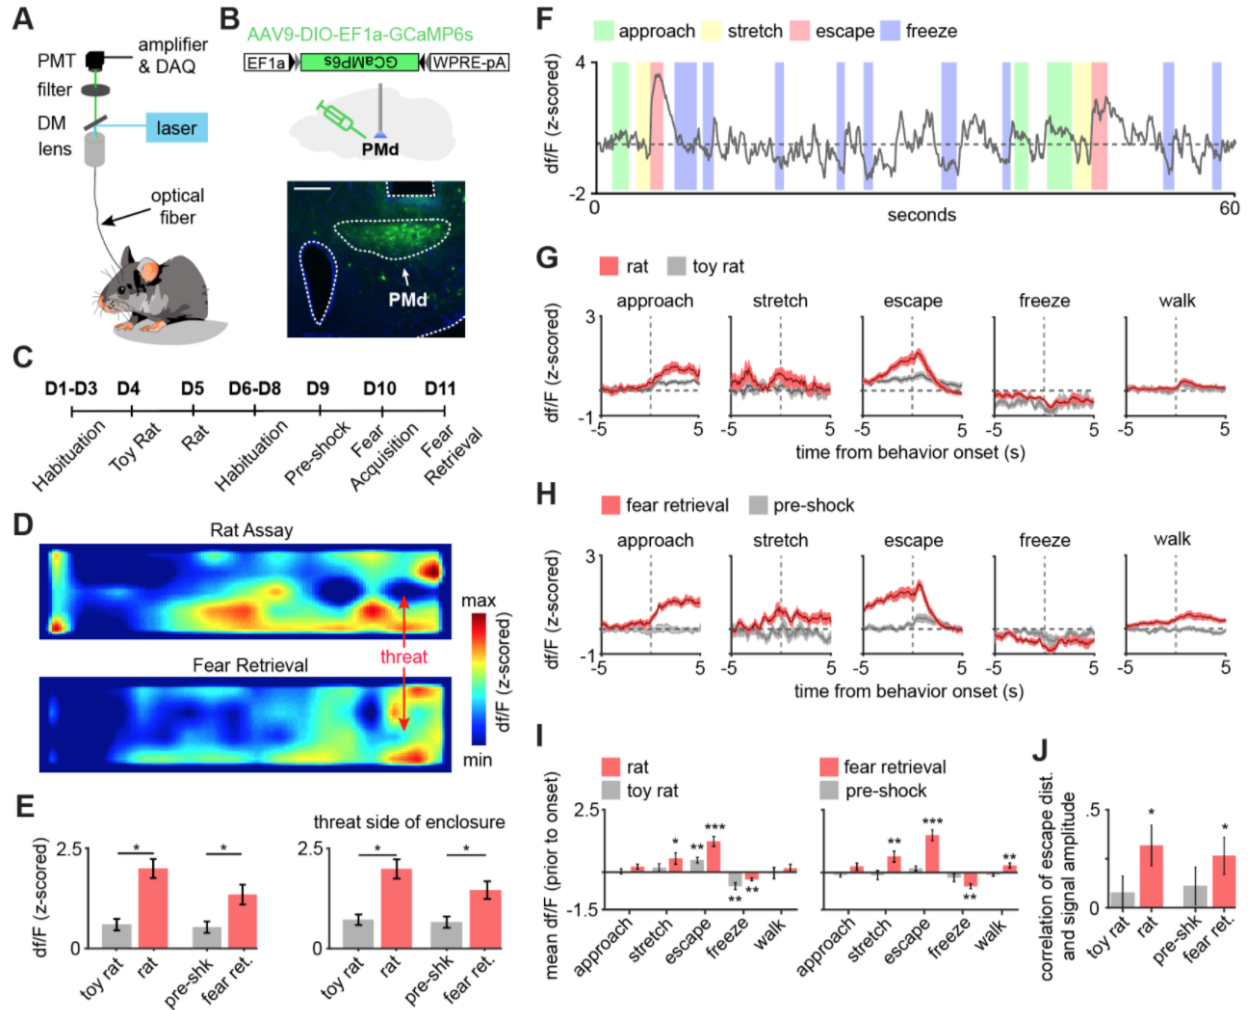 A
PMT
amplifier
& DAQ
filter
DM
laser
lens
optical
fiber
B
AAV9-DIO-EF1a-GCaMP6s
EF1a
GCaMP6s
WPRE-pA
PMd
PMd
C
D1-D3 D4 D5 D6-D8 D9 D10 D11
Habituation
Toy Rat
Rat
Habituation
Pre-shock
Fear
Acquisition
Fear
Retrieval
D
Rat Assay
threat
Fear Retrieval
max
min
df/F (z-scored)
E
df/F (z-scored)
2.5
0
*
*
toy rat
rat
pre-shk
fear ret.
threat side of enclosure
2.5
0
*
*
toy rat
rat
pre-shk
fear ret.
F
approach stretch escape freeze
df/F (z-scored)
4
-2
0
seconds
60
G
rat toy rat
approach stretch escape freeze walk
df/F (z-scored)
3
-1
-5 5 -5 5 -5 5 -5 5 -5 5
time from behavior onset (s)
H
fear retrieval pre-shock
approach stretch escape freeze walk
df/F (z-scored)
3
-1
-5 5 -5 5 -5 5 -5 5 -5 5
time from behavior onset (s)
I
rat
toy rat
mean df/F (prior to onset)
2.5
-1.5
* ** *** ** **
approach
stretch
escape
freeze
walk
fear retrieval
pre-shock
** *** ** **
approach
stretch
escape
freeze
walk
J
correlation of escape dist.
and signal amplitude
.5
0
*
*
toy rat
rat
pre-shk
fear ret.